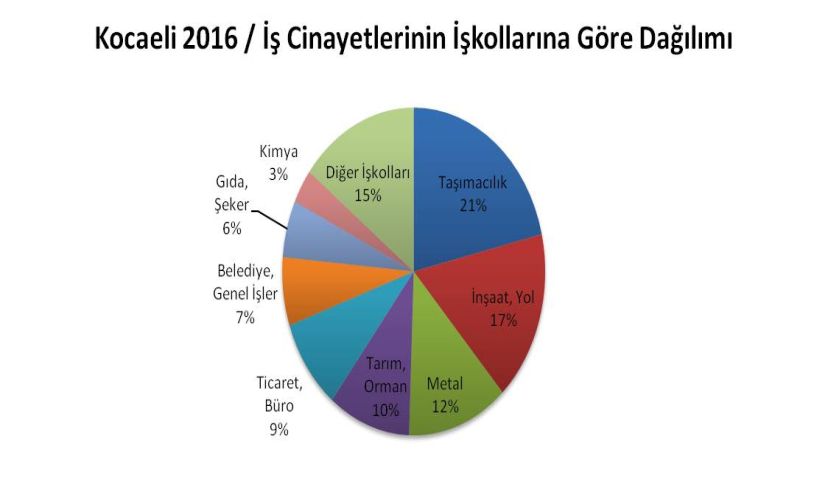 Kocaeli 2016 / İş Cinayetlerinin İşkollarına Göre Dağılımı
Taşımacılık
21%
İnşaat, Yol
17%
Metal
12%
Tarım,
Orman
10%
Ticaret,
Büro
9%
Belediye,
Genel İşler
7%
Gıda,
Şeker
6%
Kimya
3%
Diğer İşkolları
15%